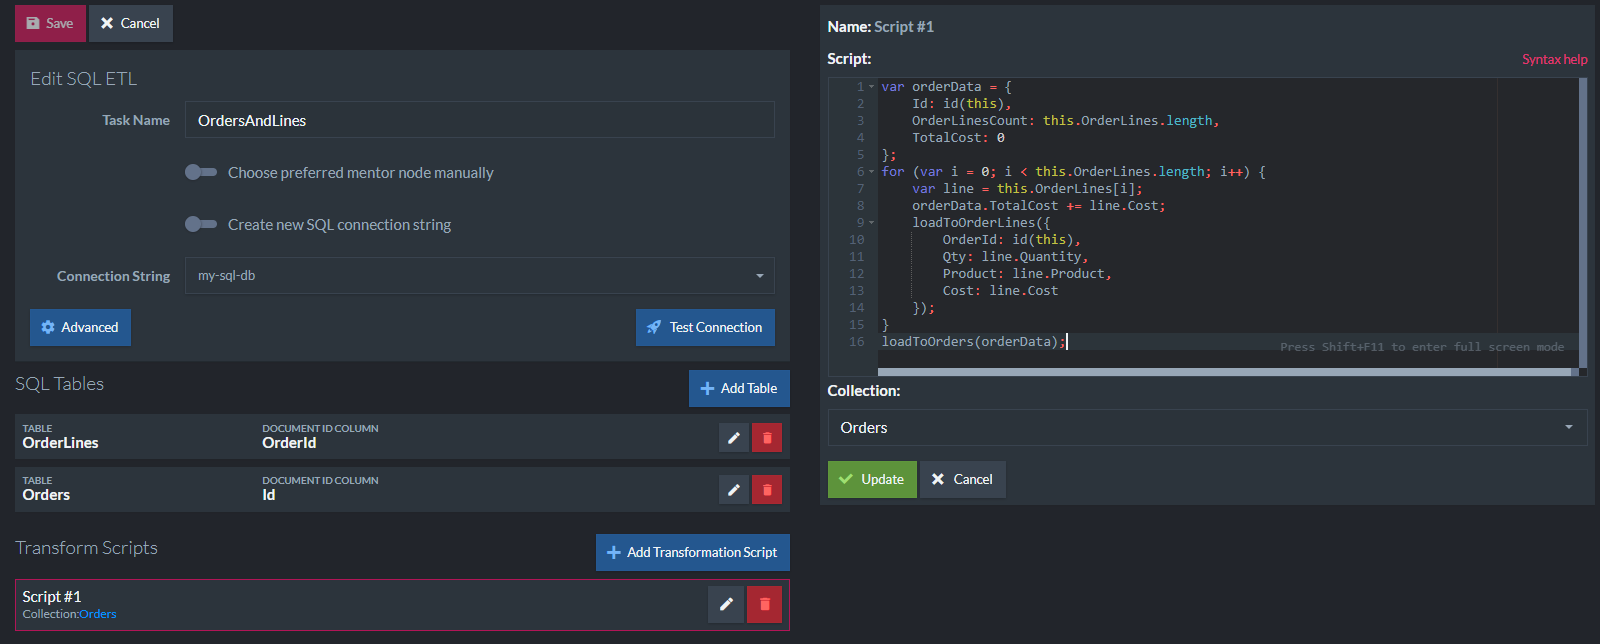 Save
Cancel
Edit SQL ETL
Task Name
OrdersAndLines
Choose preferred mentor node manually
Create new SQL connection string
Connection String
my-sql-db
Advanced
Test Connection
SQL Tables
Add Table
TABLE
DOCUMENT ID COLUMN
OrderLines
OrderId
TABLE
DOCUMENT ID COLUMN
Orders
Id
Transform Scripts
Add Transformation Script
Script #1
Collection:Orders
Name: Script #1
Script:
Syntax help
1 var orderData = {
2     Id: id(this),
3     OrderLinesCount: this.OrderLines.length,
4     TotalCost: 0
5 };
6 for (var i = 0; i < this.OrderLines.length; i++) {
7     var line = this.OrderLines[i];
8     orderData.TotalCost += line.Cost;
9     loadToOrderLines({
10         OrderId: id(this),
11         Qty: line.Quantity,
12         Product: line.Product,
13         Cost: line.Cost
14     });
15 }
16 loadToOrders(orderData);
Press Shift+F11 to enter full screen mode
Collection:
Orders
Update
Cancel